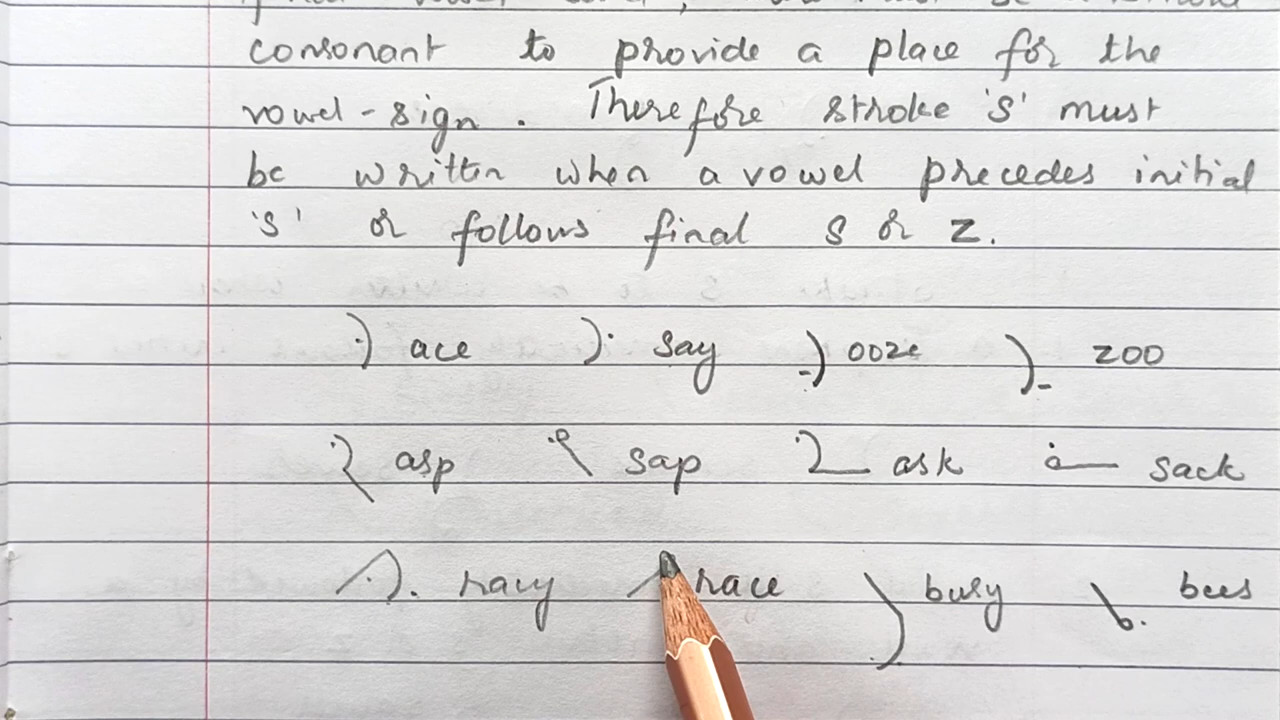 consonant to provide a place for the
vowel-sign. Therefore stroke 's' must
be written when a vowel precedes initial
's' or follows final s or z.
ace say ooze zoo
asp sap ask sack
racy race busy bees